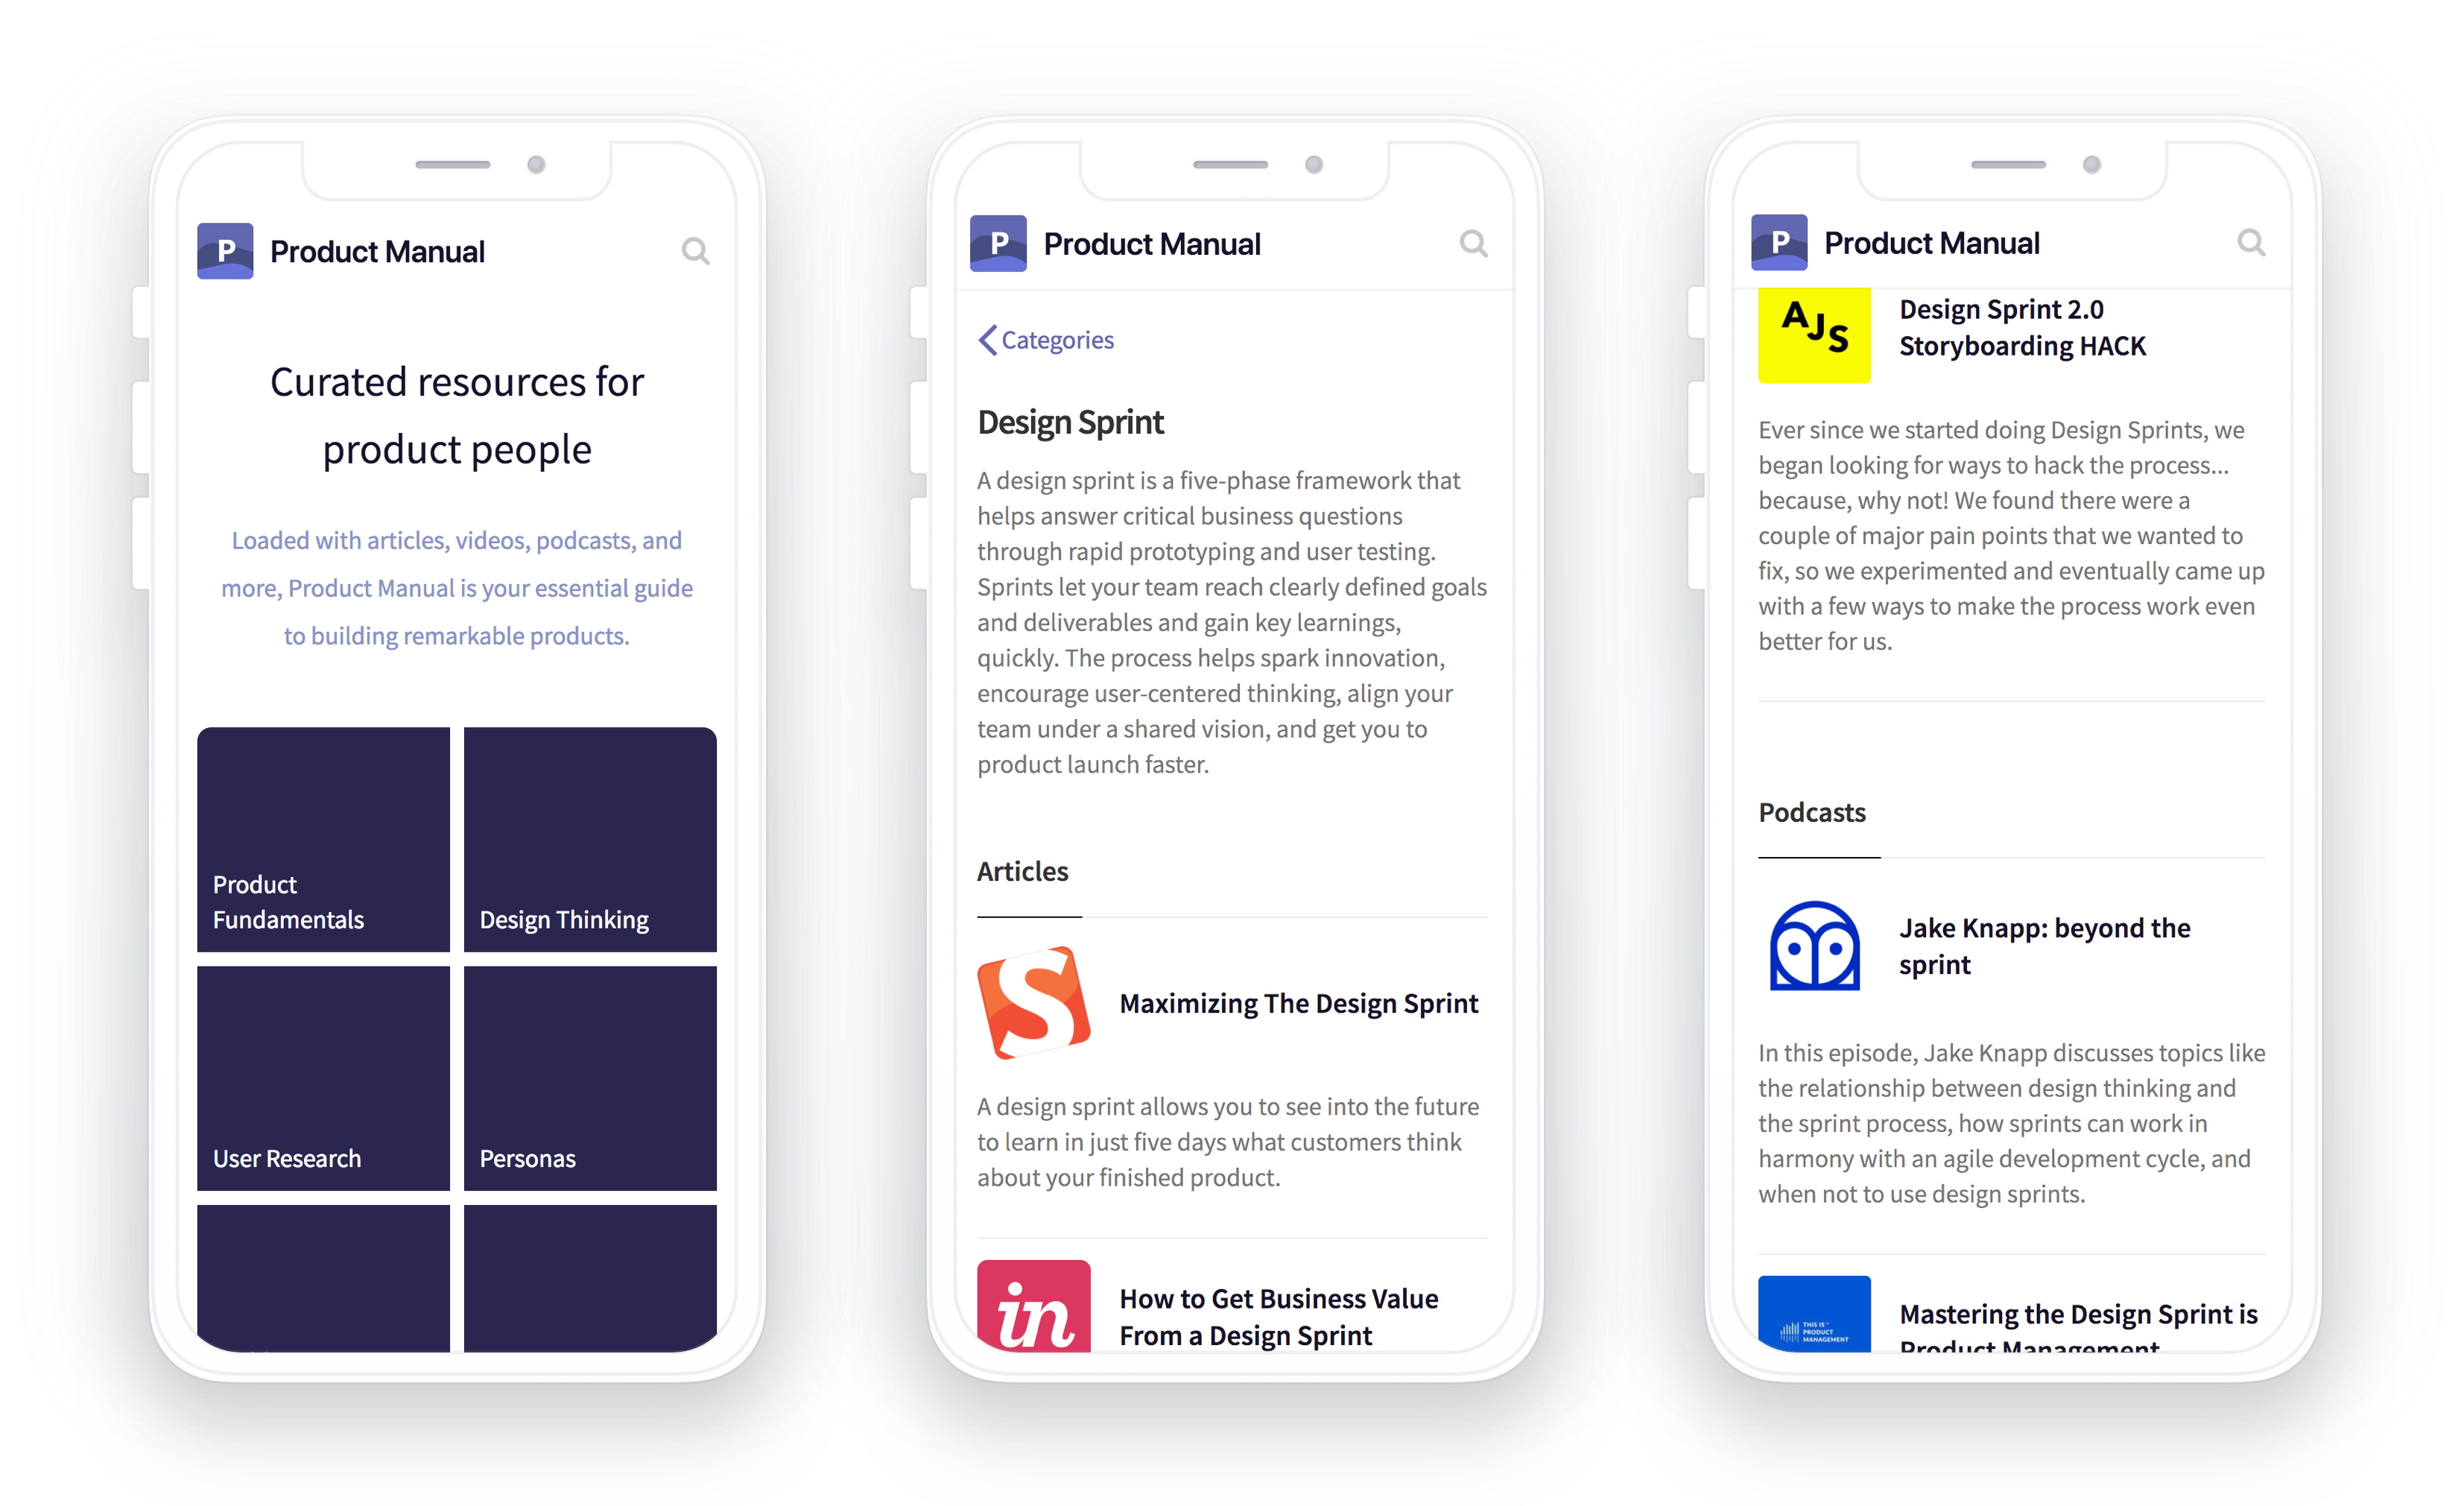 P
Product Manual
Curated resources for
product people
Loaded with articles, videos, podcasts, and
more, Product Manual is your essential guide
to building remarkable products.
Product
Fundamentals
Design Thinking
User Research
Personas
P
Product Manual
Categories
Design Sprint
A design sprint is a five-phase framework that
helps answer critical business questions
through rapid prototyping and user testing.
Sprints let your team reach clearly defined goals
and deliverables and gain key learnings,
quickly. The process helps spark innovation,
encourage user-centered thinking, align your
team under a shared vision, and get you to
product launch faster.
Articles
S
Maximizing The Design Sprint
A design sprint allows you to see into the future
to learn in just five days what customers think
about your finished product.
in
How to Get Business Value
From a Design Sprint
P
Product Manual
AJS
Design Sprint 2.0
Storyboarding HACK
Ever since we started doing Design Sprints, we
began looking for ways to hack the process...
because, why not! We found there were a
couple of major pain points that we wanted to
fix, so we experimented and eventually came up
with a few ways to make the process work even
better for us.
Podcasts
Jake Knapp: beyond the
sprint
In this episode, Jake Knapp discusses topics like
the relationship between design thinking and
the sprint process, how sprints can work in
harmony with an agile development cycle, and
when not to use design sprints.
THIS IS
PRODUCT
MANAGEMENT
Mastering the Design Sprint is
Product Management